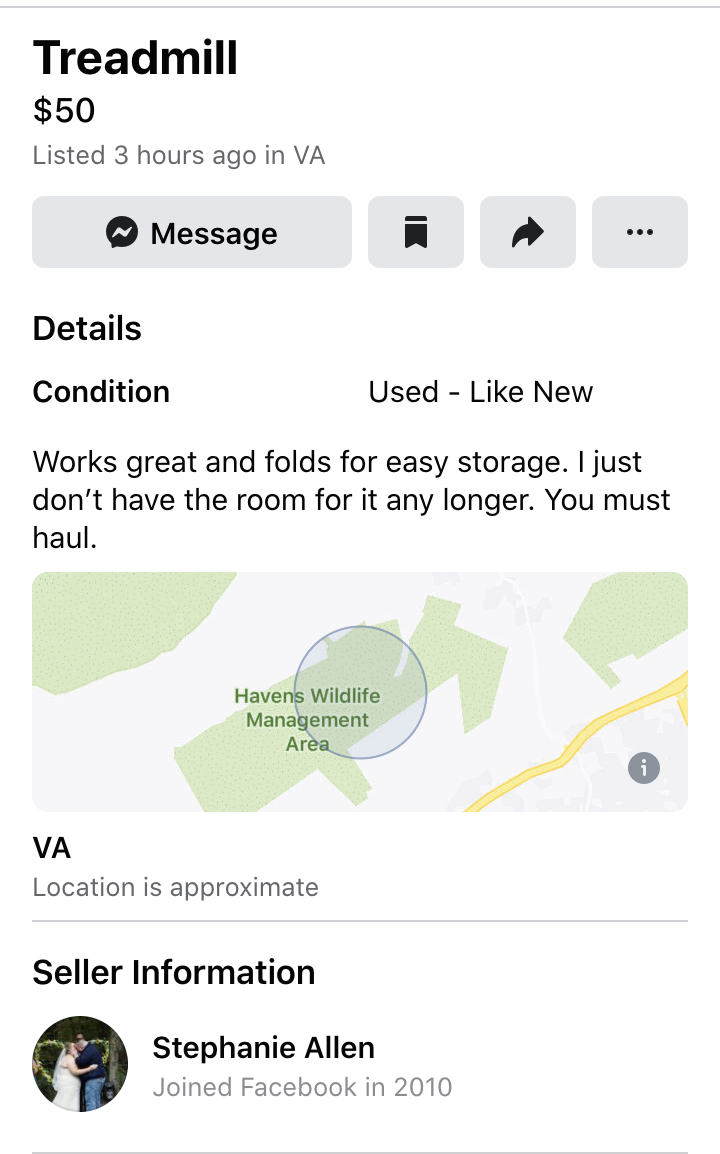 Treadmill
$50
Listed 3 hours ago in VA
Message
Details
Condition Used - Like New
Works great and folds for easy storage. I just
don’t have the room for it any longer. You must
haul.
Havens Wildlife
Management
Area
VA
Location is approximate
Seller Information
Stephanie Allen
Joined Facebook in 2010